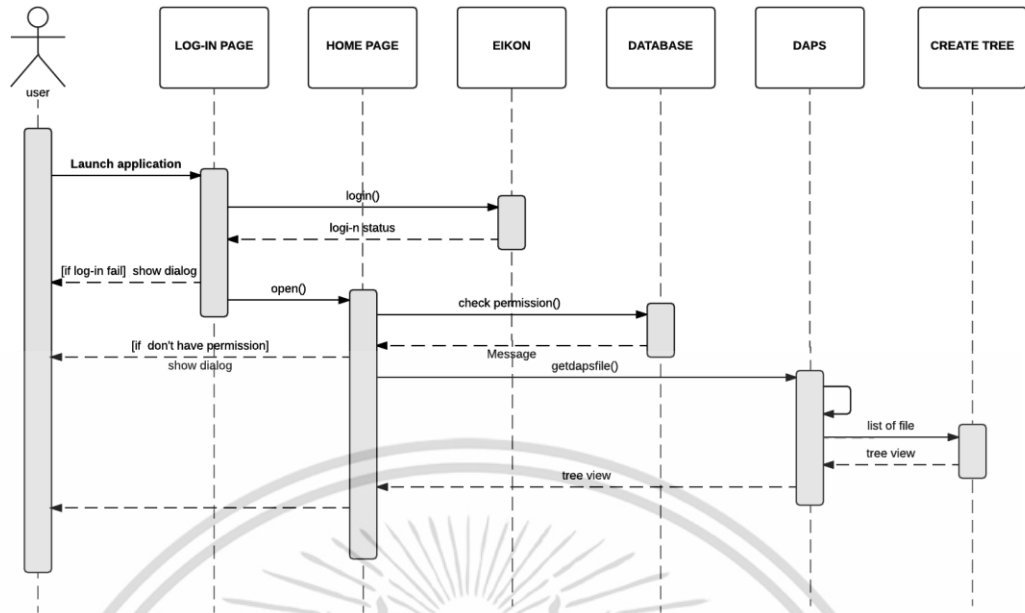 LOG-IN PAGE
HOME PAGE
EIKON
DATABASE
DAPS
CREATE TREE
user
Launch application
login()
logi-n status
[if log-in fail] show dialog
open()
check permission()
[if don't have permission]
Message
show dialog
getdapsfile()
list of file
tree view
tree view